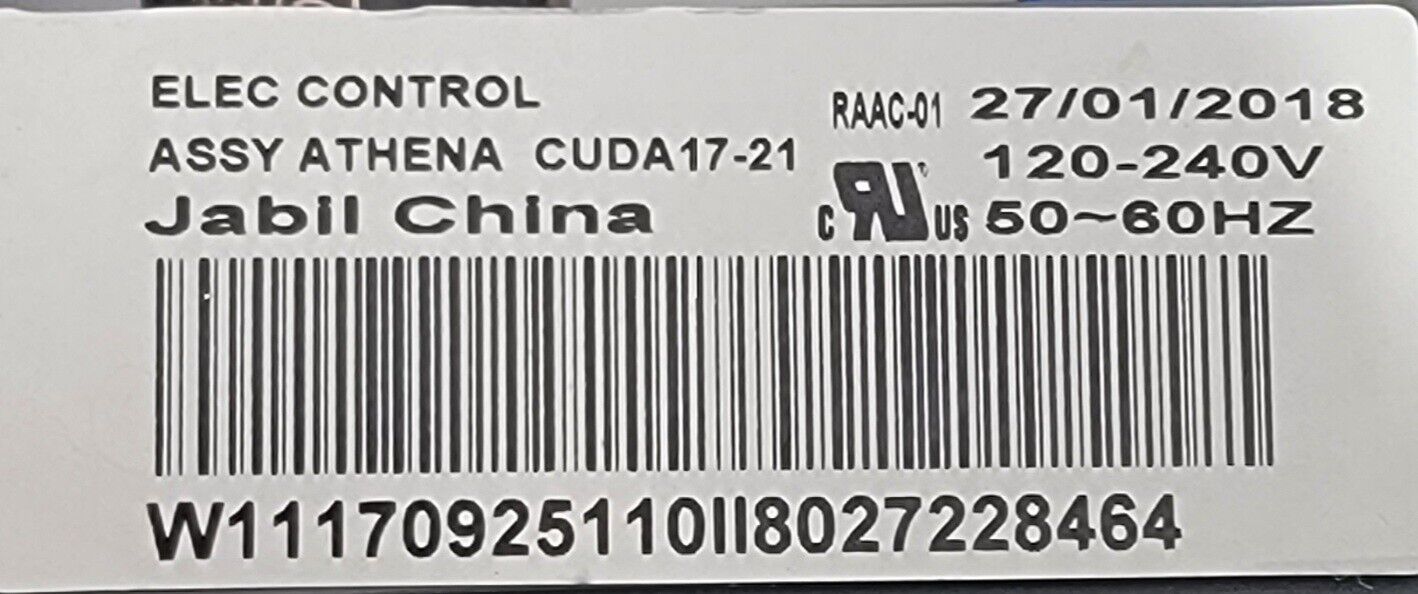 ELEC CONTROL
ASSY ATHENA CUDA17-21
Jabil China
RAAC-01 27/01/2018
120-240V
c RU US 50~60HZ
W11170925110II8027228464